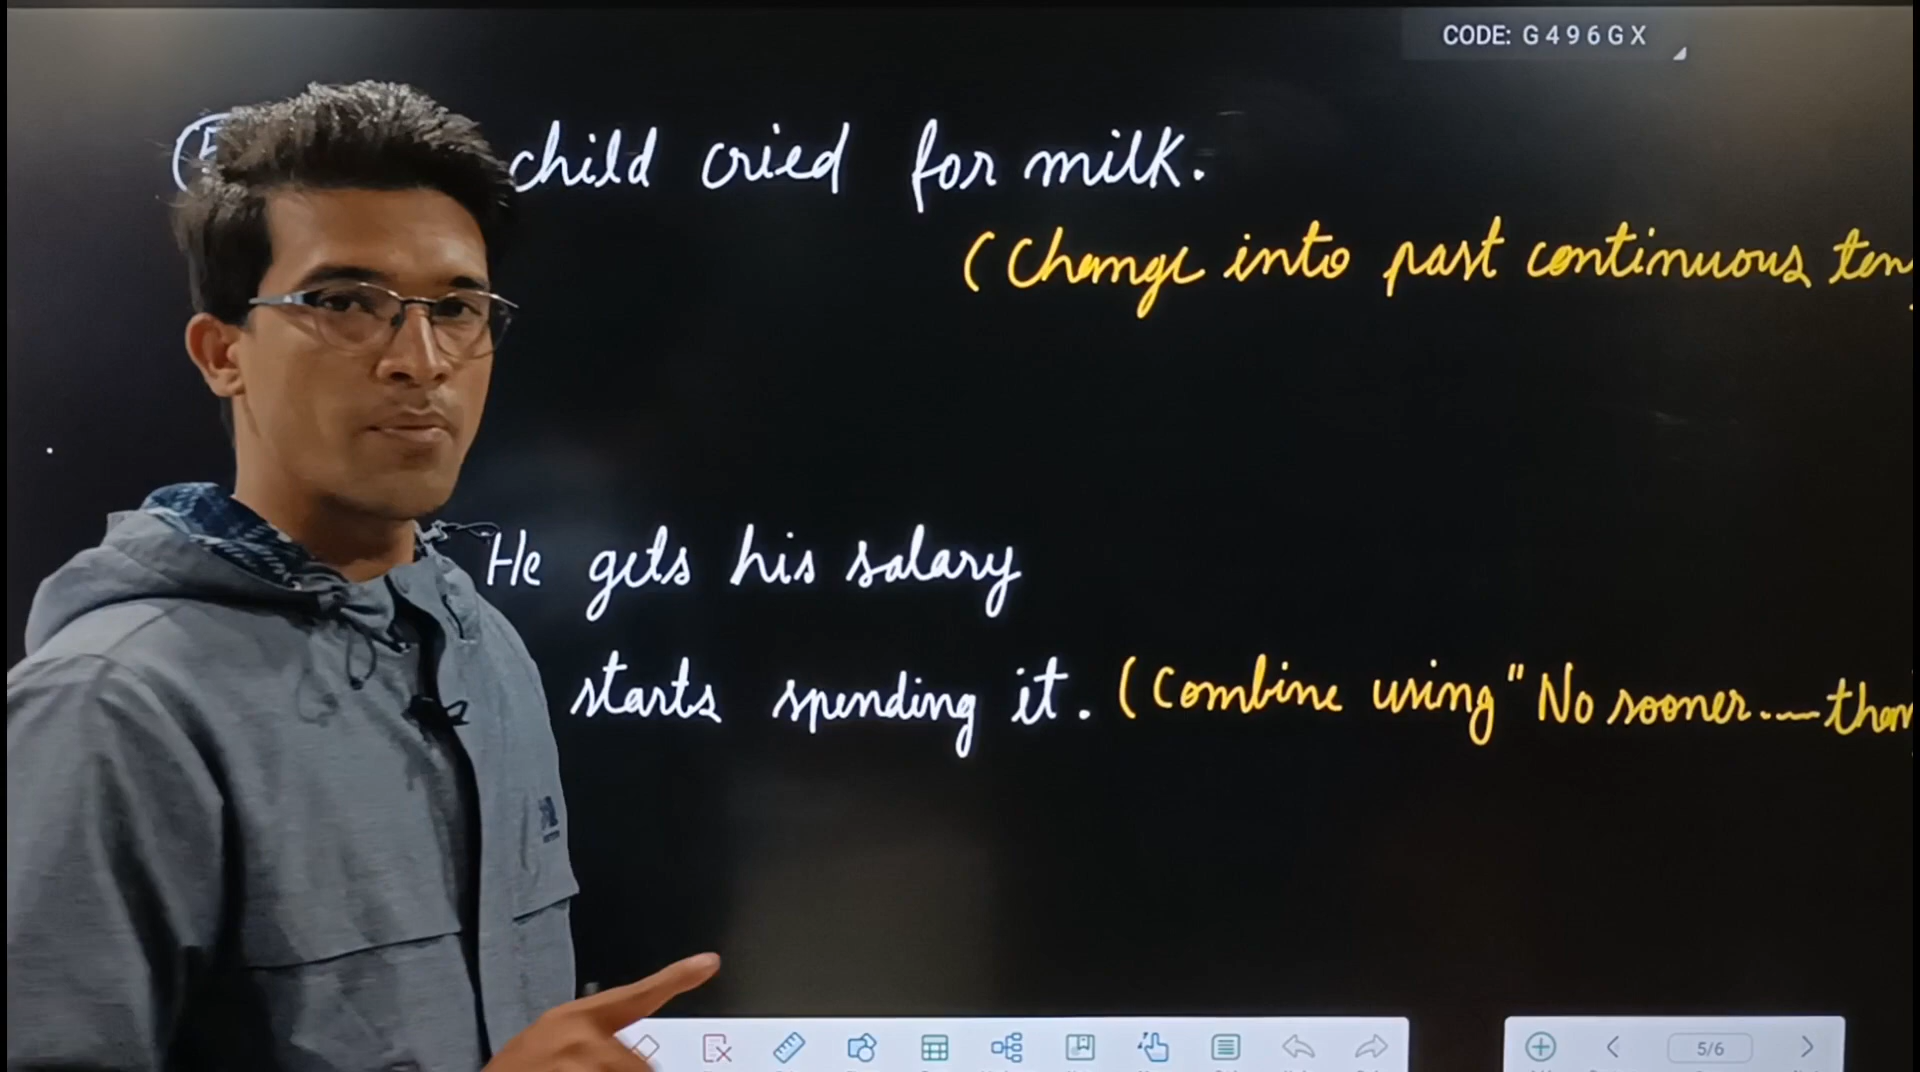 CODE: G496GX
child cried for milk.
(Change into past continuous
He gets his salary
starts spending it. (Combine using "No sooner.... than
5/6